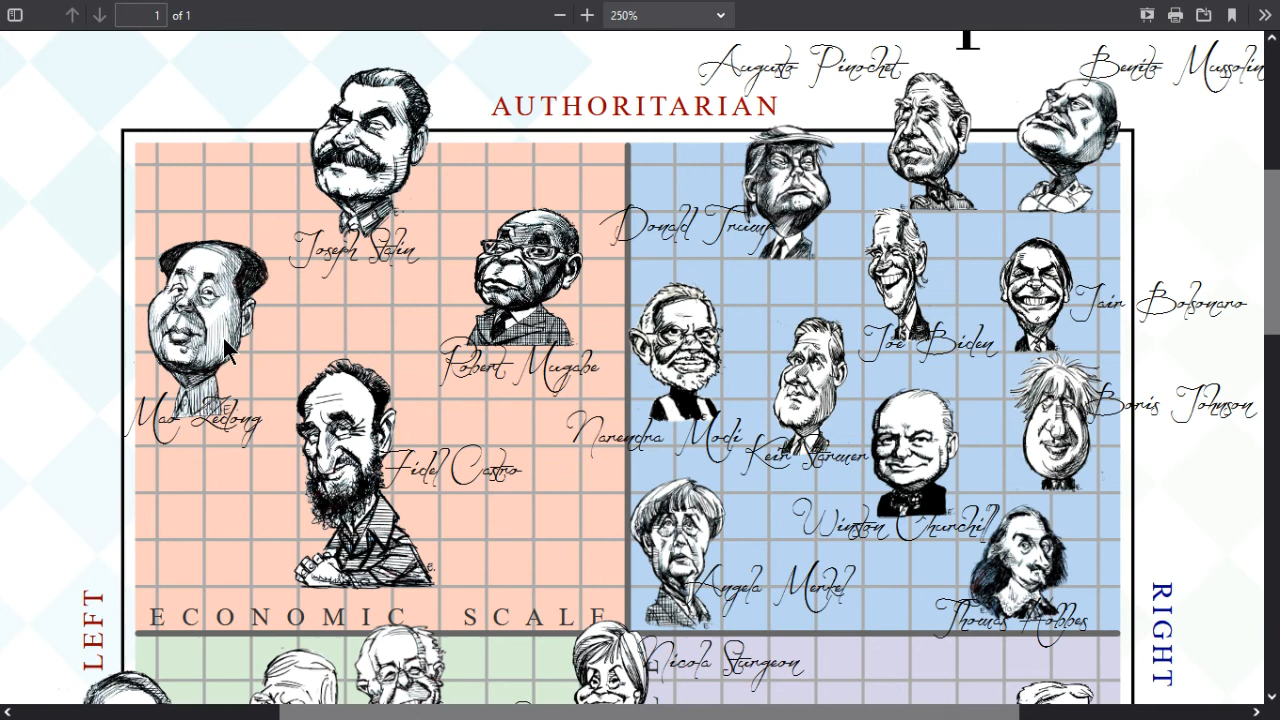 1 of 1
250%
Augusto Pinochet
Benito Mussolin
AUTHORITARIAN
Donald Trump
Joseph Stalin
Jair Bolsonaro
Joe Biden
Robert Mugabe
Boris Johnson
Mao Zedong
Narendra Modi
Keir Starmer
Fidel Castro
Winston Churchill
Angela Merkel
ECONOMIC SCALE
Thomas Hobbes
LEFT
RIGHT
Nicola Sturgeon